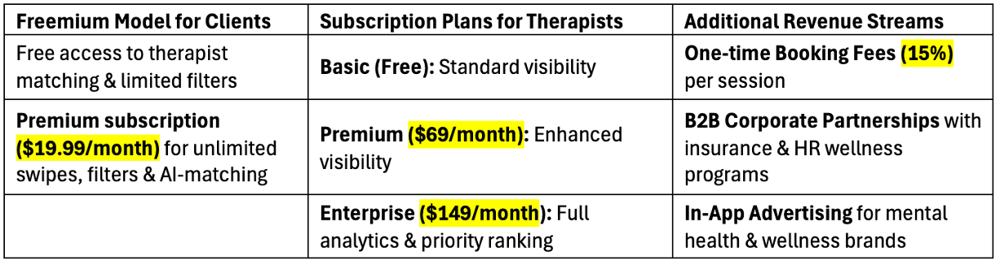 Freemium Model for Clients
Subscription Plans for Therapists
Additional Revenue Streams
Free access to therapist
matching & limited filters
Basic (Free): Standard visibility
One-time Booking Fees (15%)
per session
Premium subscription
($19.99/month) for unlimited
swipes, filters & AI-matching
Premium ($69/month): Enhanced
visibility
B2B Corporate Partnerships with
insurance & HR wellness
programs
Enterprise ($149/month): Full
analytics & priority ranking
In-App Advertising for mental
health & wellness brands